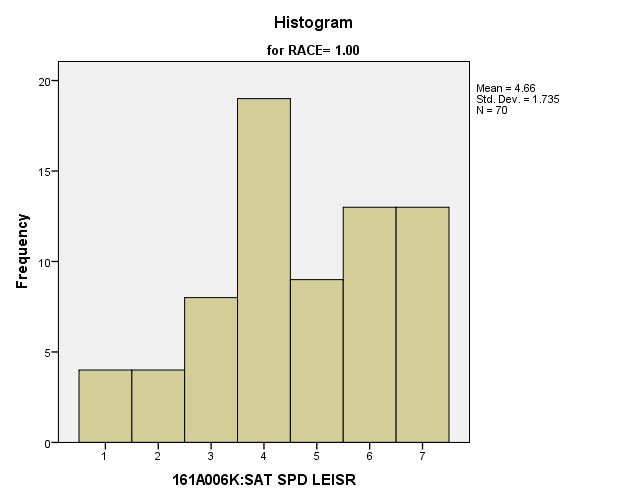 Histogram
for RACE= 1.00
Mean = 4.66
Std. Dev. = 1.735
N = 70
20
15
10
5
0
Frequency
1 2 3 4 5 6 7
161A006K:SAT SPD LEISR